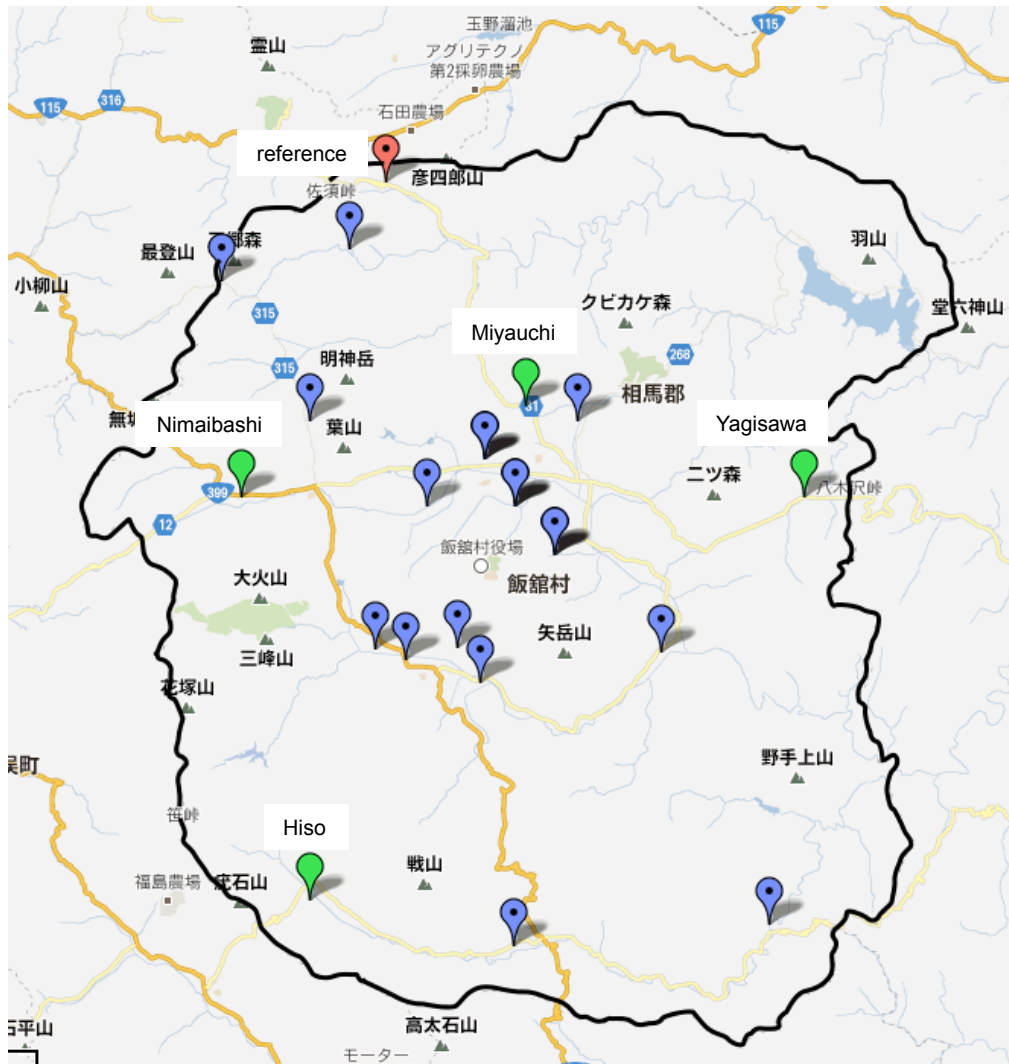 玉野溜池
115
霊山
アグリテクノ
第2採卵農場
115
316
石田農場
reference
彦四郎山
佐須峠
最登山
羽山
小柳山
クビカケ森
堂六神山
315
Miyauchi
268
315
明神岳
相馬郡
31
Nimaibashi
葉山
Yagisawa
二ツ森
八木沢峠
399
12
飯舘村役場
大火山
飯舘村
矢岳山
三峰山
花塚山
野手上山
笹峠
Hiso
戦山
福島農場
高太石山
モーター